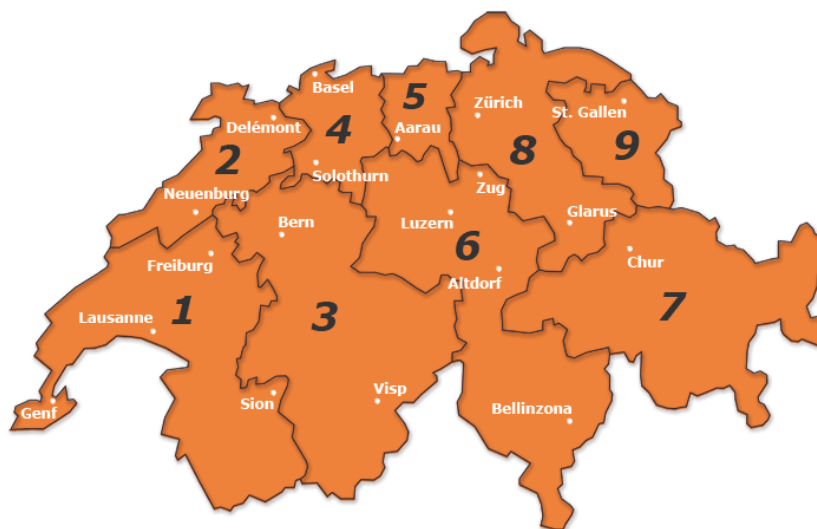 Basel
5
Zürich
St. Gallen
Delémont
4
Aarau
8
9
2
Solothurn
Zug
Neuenburg
Bern
Luzern
Glarus
6
Freiburg
Chur
Altdorf
Lausanne
1
3
7
Genf
Sion
Visp
Bellinzona